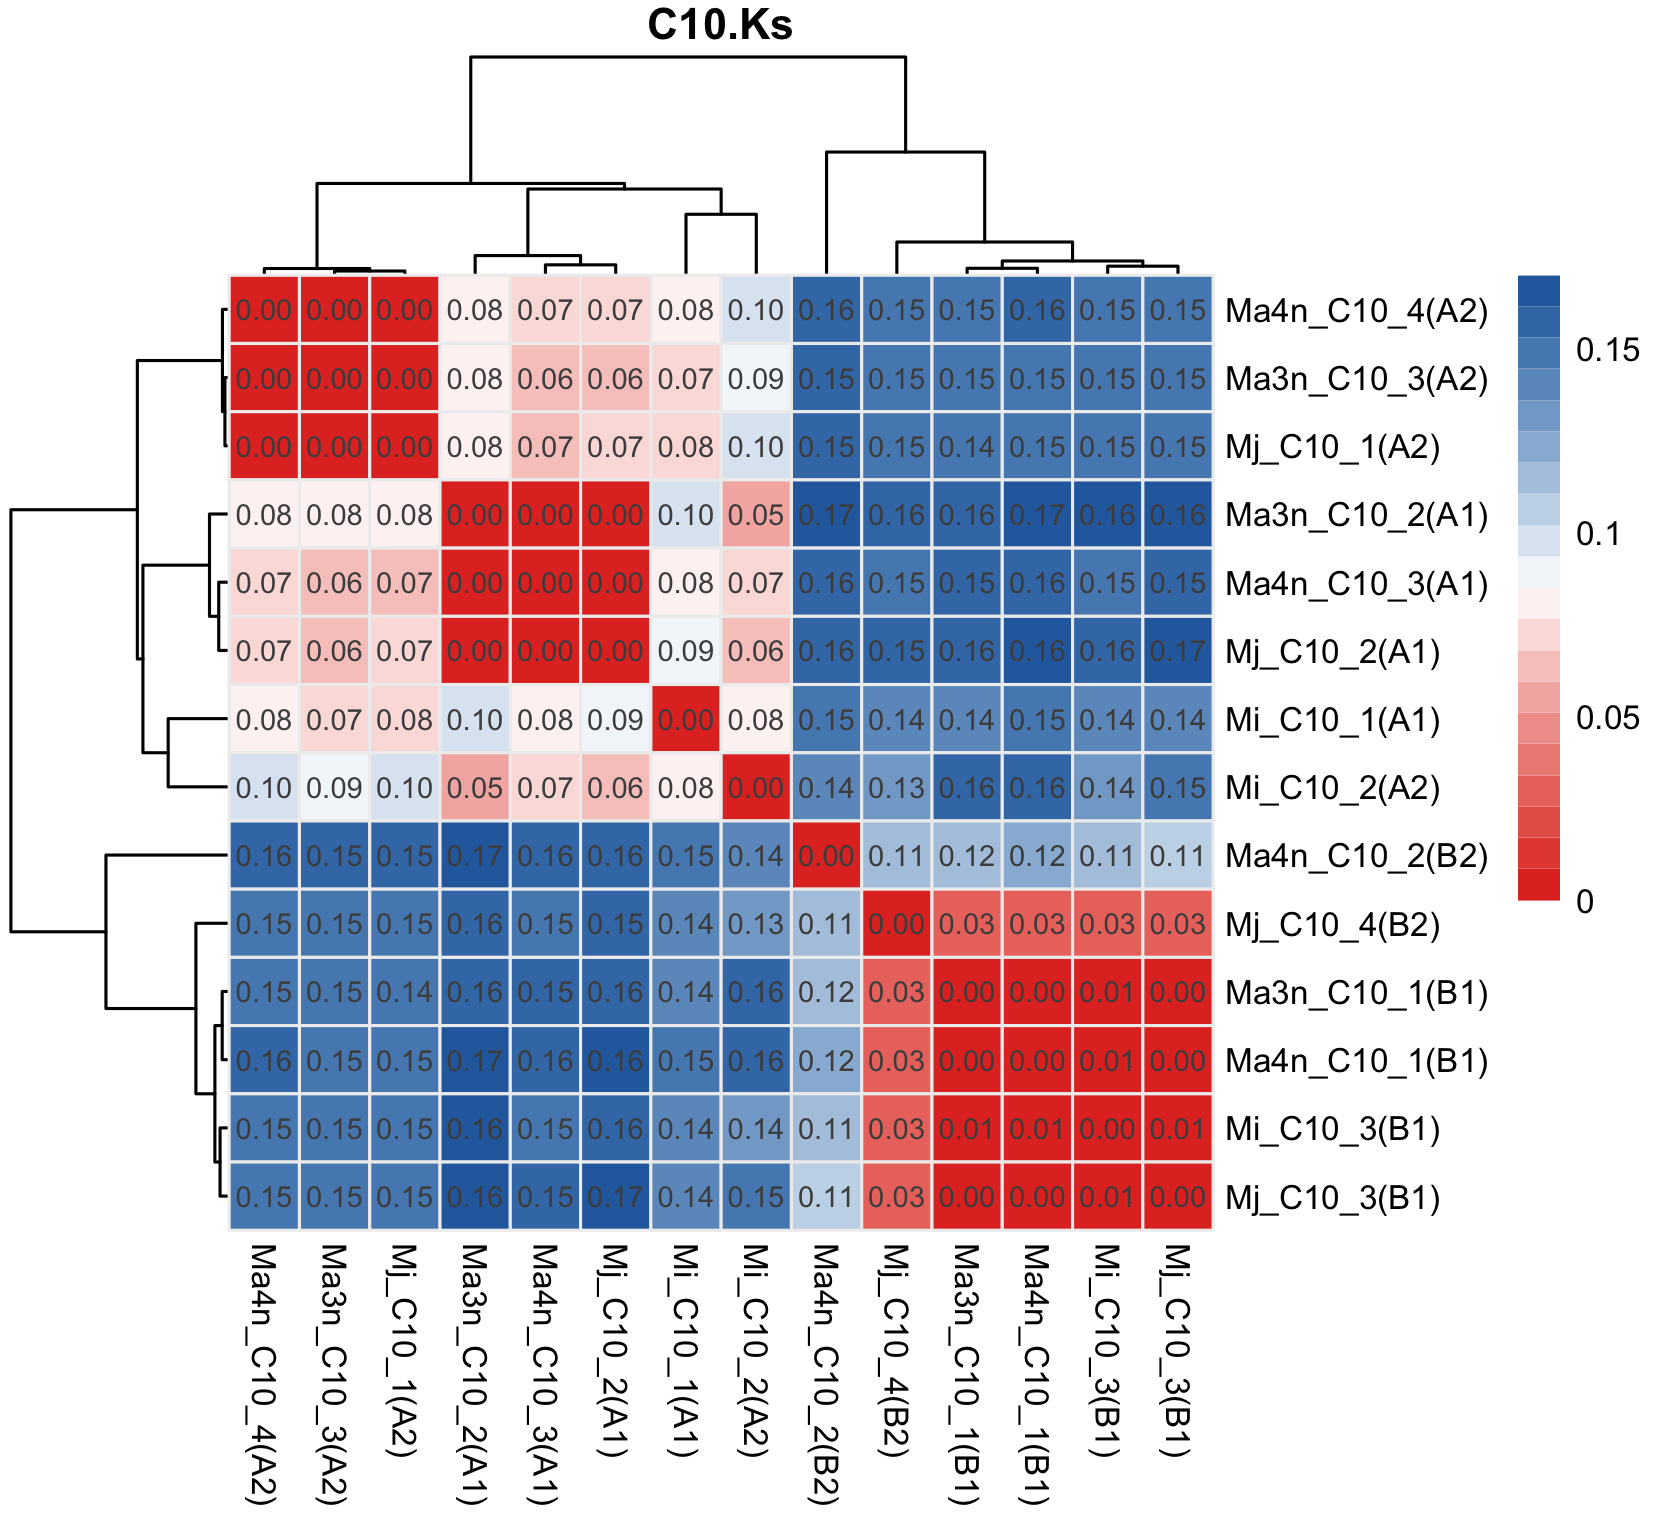 C10.Ks
0.00 0.00 0.00 0.08 0.07 0.07 0.08 0.10 0.16 0.15 0.15 0.16 0.15 0.15 Ma4n_C10_4(A2)
0.00 0.00 0.00 0.08 0.06 0.06 0.07 0.09 0.15 0.15 0.15 0.15 0.15 0.15 Ma3n_C10_3(A2)
0.00 0.00 0.00 0.08 0.07 0.07 0.08 0.10 0.15 0.15 0.14 0.15 0.15 0.15 Mj_C10_1(A2)
0.08 0.08 0.08 0.00 0.00 0.00 0.10 0.05 0.17 0.16 0.16 0.17 0.16 0.16 Ma3n_C10_2(A1)
0.07 0.06 0.07 0.00 0.00 0.00 0.08 0.07 0.16 0.15 0.15 0.16 0.15 0.15 Ma4n_C10_3(A1)
0.07 0.06 0.07 0.00 0.00 0.00 0.09 0.06 0.16 0.15 0.16 0.16 0.16 0.17 Mj_C10_2(A1)
0.08 0.07 0.08 0.10 0.08 0.09 0.00 0.08 0.15 0.14 0.14 0.15 0.14 0.14 Mi_C10_1(A1)
0.10 0.09 0.10 0.05 0.07 0.06 0.08 0.00 0.14 0.13 0.16 0.16 0.14 0.15 Mi_C10_2(A2)
0.16 0.15 0.15 0.17 0.16 0.16 0.15 0.14 0.00 0.11 0.12 0.12 0.11 0.11 Ma4n_C10_2(B2)
0.15 0.15 0.15 0.16 0.15 0.15 0.14 0.13 0.11 0.00 0.03 0.03 0.03 0.03 Mj_C10_4(B2)
0.15 0.15 0.14 0.16 0.15 0.16 0.14 0.16 0.12 0.03 0.00 0.00 0.01 0.00 Ma3n_C10_1(B1)
0.16 0.15 0.15 0.17 0.16 0.16 0.15 0.16 0.12 0.03 0.00 0.00 0.01 0.00 Ma4n_C10_1(B1)
0.15 0.15 0.15 0.16 0.15 0.16 0.14 0.14 0.11 0.03 0.01 0.01 0.00 0.01 Mi_C10_3(B1)
0.15 0.15 0.15 0.16 0.15 0.17 0.14 0.15 0.11 0.03 0.00 0.00 0.01 0.00 Mj_C10_3(B1)
Ma4n_C10_4(A2)
Ma3n_C10_3(A2)
Mj_C10_1(A2)
Ma3n_C10_2(A1)
Ma4n_C10_3(A1)
Mj_C10_2(A1)
Mi_C10_1(A1)
Mi_C10_2(A2)
Ma4n_C10_2(B2)
Mj_C10_4(B2)
Ma3n_C10_1(B1)
Ma4n_C10_1(B1)
Mi_C10_3(B1)
Mj_C10_3(B1)
0.15
0.1
0.05
0